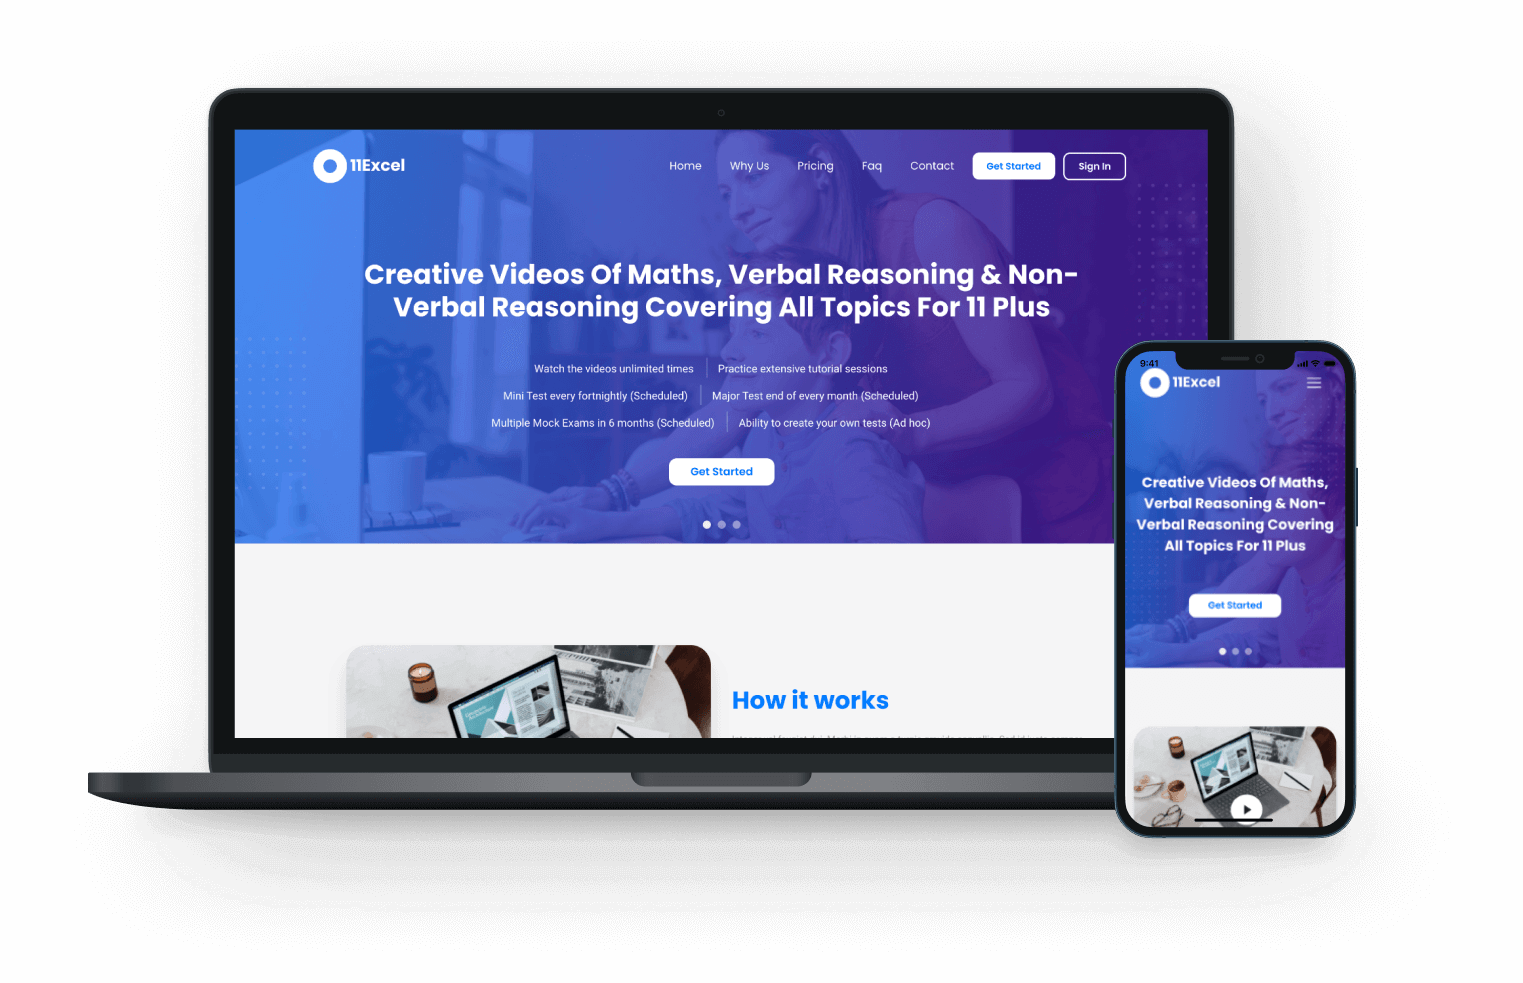 11Excel
Home Why Us Pricing Faq Contact Get Started Sign In
Creative Videos Of Maths, Verbal Reasoning & Non-
Verbal Reasoning Covering All Topics For 11 Plus
Watch the videos unlimited times Practice extensive tutorial sessions
Mini Test every fortnightly (Scheduled) Major Test end of every month (Scheduled)
Multiple Mock Exams in 6 months (Scheduled) Ability to create your own tests (Ad hoc)
Get Started
How it works
9:41
11Excel
Creative Videos Of Maths,
Verbal Reasoning & Non-
Verbal Reasoning Covering
All Topics For 11 Plus
Get Started